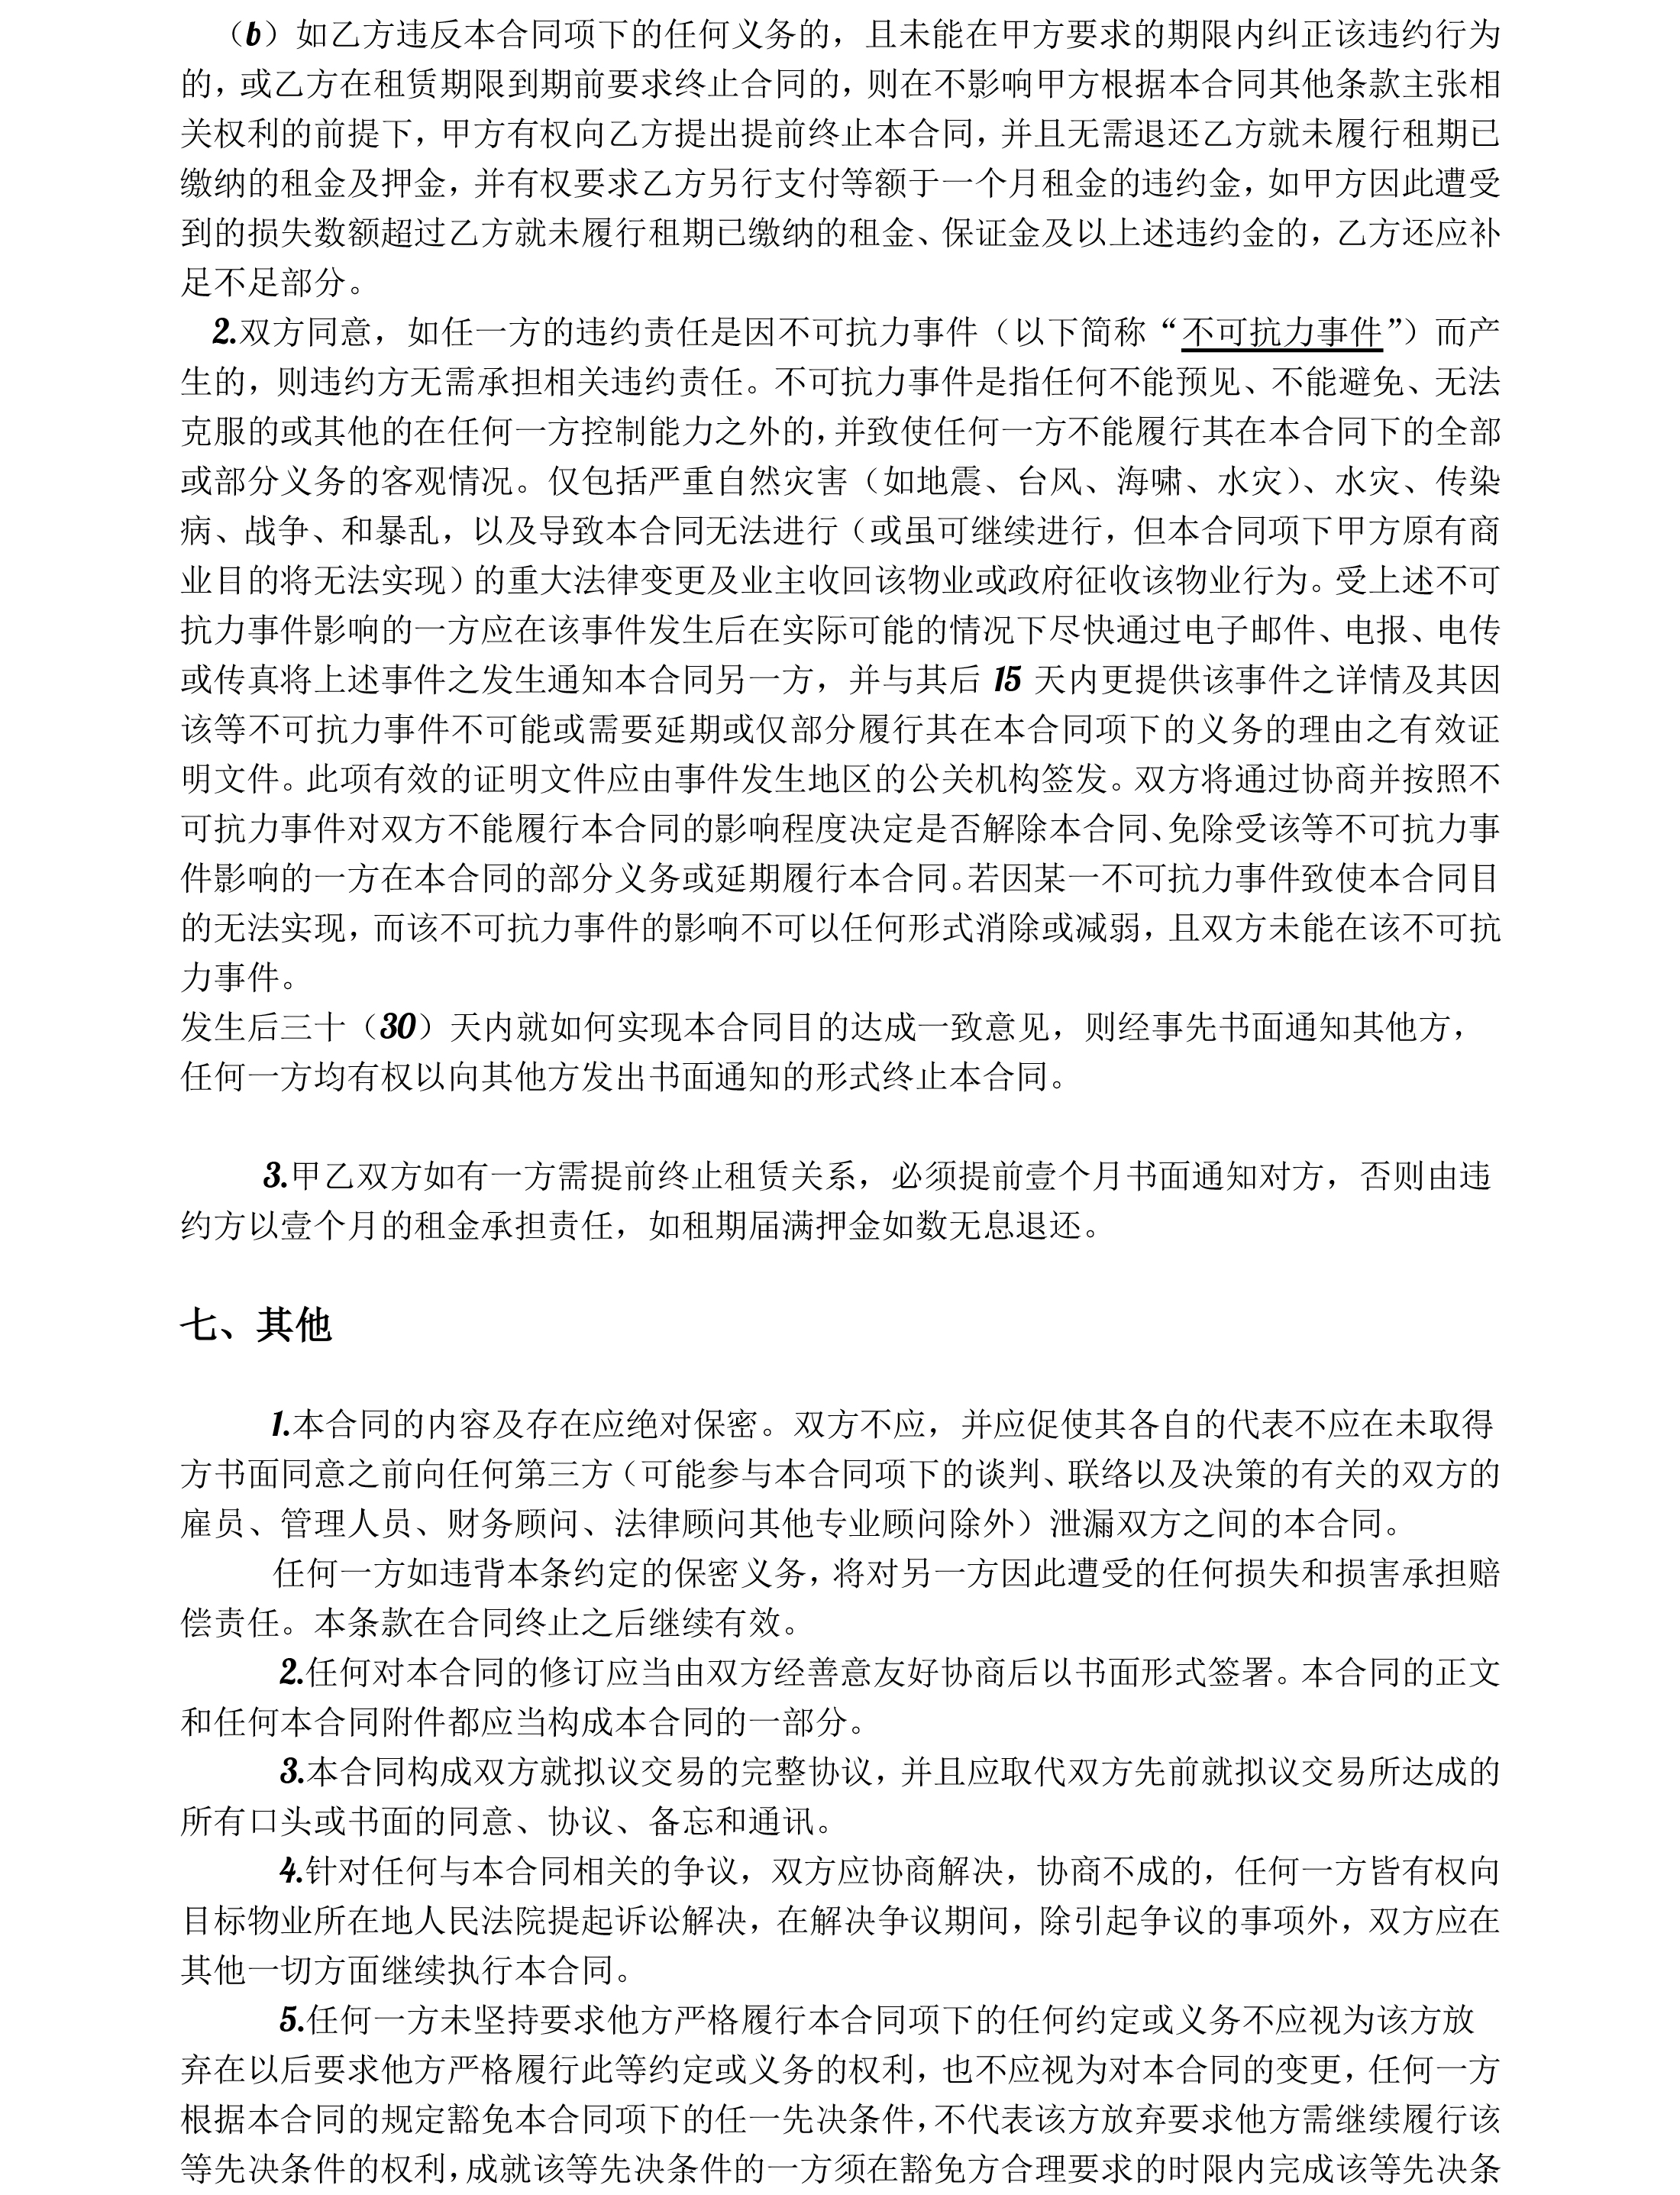 （b）如乙方违反本合同项下的任何义务的，且未能在甲方要求的期限内纠正该违约行为
的，或乙方在租赁期限到期前要求终止合同的，则在不影响甲方根据本合同其他条款主张相
关权利的前提下，甲方有权向乙方提出提前终止本合同，并且无需退还乙方就未履行租期已
缴纳的租金及押金，并有权要求乙方另行支付等额于一个月租金的违约金，如甲方因此遭受
到的损失数额超过乙方就未履行租期已缴纳的租金、保证金及以上述违约金的，乙方还应补
足不足部分。
2.双方同意，如任一方的违约责任是因不可抗力事件（以下简称“不可抗力事件”）而产
生的，则违约方无需承担相关违约责任。不可抗力事件是指任何不能预见、不能避免、无法
克服的或其他的在任何一方控制能力之外的，并致使任何一方不能履行其在本合同下的全部
或部分义务的客观情况。仅包括严重自然灾害（如地震、台风、海啸、水灾）、水灾、传染
病、战争、和暴乱，以及导致本合同无法进行（或虽可继续进行，但本合同项下甲方原有商
业目的将无法实现）的重大法律变更及业主收回该物业或政府征收该物业行为。受上述不可
抗力事件影响的一方应在该事件发生后在实际可能的情况下尽快通过电子邮件、电报、电传
或传真将上述事件之发生通知本合同另一方，并与其后 15 天内更提供该事件之详情及其因
该等不可抗力事件不可能或需要延期或仅部分履行其在本合同项下的义务的理由之有效证
明文件。此项有效的证明文件应由事件发生地区的公关机构签发。双方将通过协商并按照不
可抗力事件对双方不能履行本合同的影响程度决定是否解除本合同、免除受该等不可抗力事
件影响的一方在本合同的部分义务或延期履行本合同。若因某一不可抗力事件致使本合同目
的无法实现，而该不可抗力事件的影响不可以任何形式消除或减弱，且双方未能在该不可抗
力事件。
发生后三十（30）天内就如何实现本合同目的达成一致意见，则经事先书面通知其他方，
任何一方均有权以向其他方发出书面通知的形式终止本合同。
3.甲乙双方如有一方需提前终止租赁关系，必须提前壹个月书面通知对方，否则由违
约方以壹个月的租金承担责任，如租期届满押金如数无息退还。
七、其他
1.本合同的内容及存在应绝对保密。双方不应，并应促使其各自的代表不应在未取得
方书面同意之前向任何第三方（可能参与本合同项下的谈判、联络以及决策的有关的双方的
雇员、管理人员、财务顾问、法律顾问其他专业顾问除外）泄漏双方之间的本合同。
任何一方如违背本条约定的保密义务，将对另一方因此遭受的任何损失和损害承担赔
偿责任。本条款在合同终止之后继续有效。
2.任何对本合同的修订应当由双方经善意友好协商后以书面形式签署。本合同的正文
和任何本合同附件都应当构成本合同的一部分。
3.本合同构成双方就拟议交易的完整协议，并且应取代双方先前就拟议交易所达成的
所有口头或书面的同意、协议、备忘和通讯。
4.针对任何与本合同相关的争议，双方应协商解决，协商不成的，任何一方皆有权向
目标物业所在地人民法院提起诉讼解决，在解决争议期间，除引起争议的事项外，双方应在
其他一切方面继续执行本合同。
5.任何一方未坚持要求他方严格履行本合同项下的任何约定或义务不应视为该方放
弃在以后要求他方严格履行此等约定或义务的权利，也不应视为对本合同的变更，任何一方
根据本合同的规定豁免本合同项下的任一先决条件，不代表该方放弃要求他方需继续履行该
等先决条件的权利，成就该等先决条件的一方须在豁免方合理要求的时限内完成该等先决条